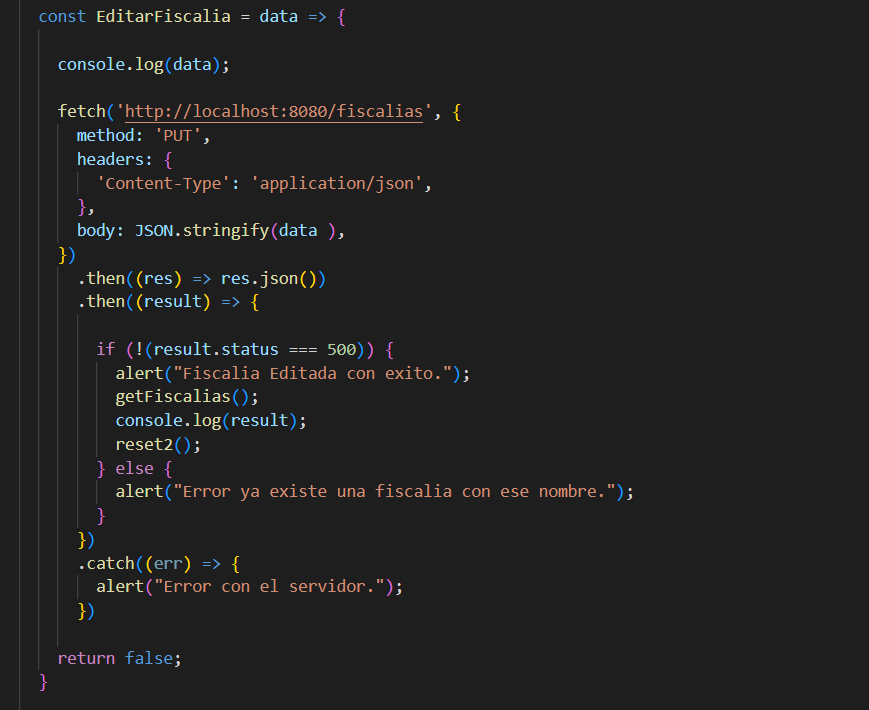 const EditarFiscalia = data => {
console.log(data);
fetch('http://localhost:8080/fiscalias', {
method: 'PUT',
headers: {
'Content-Type': 'application/json',
},
body: JSON.stringify(data ),
})
.then((res) => res.json())
.then((result) => {
if (!(result.status === 500)) {
alert("Fiscalia Editada con exito.");
getFiscalias();
console.log(result);
reset2();
} else {
alert("Error ya existe una fiscalia con ese nombre.");
}
})
.catch((err) => {
alert("Error con el servidor.");
})
return false;
}